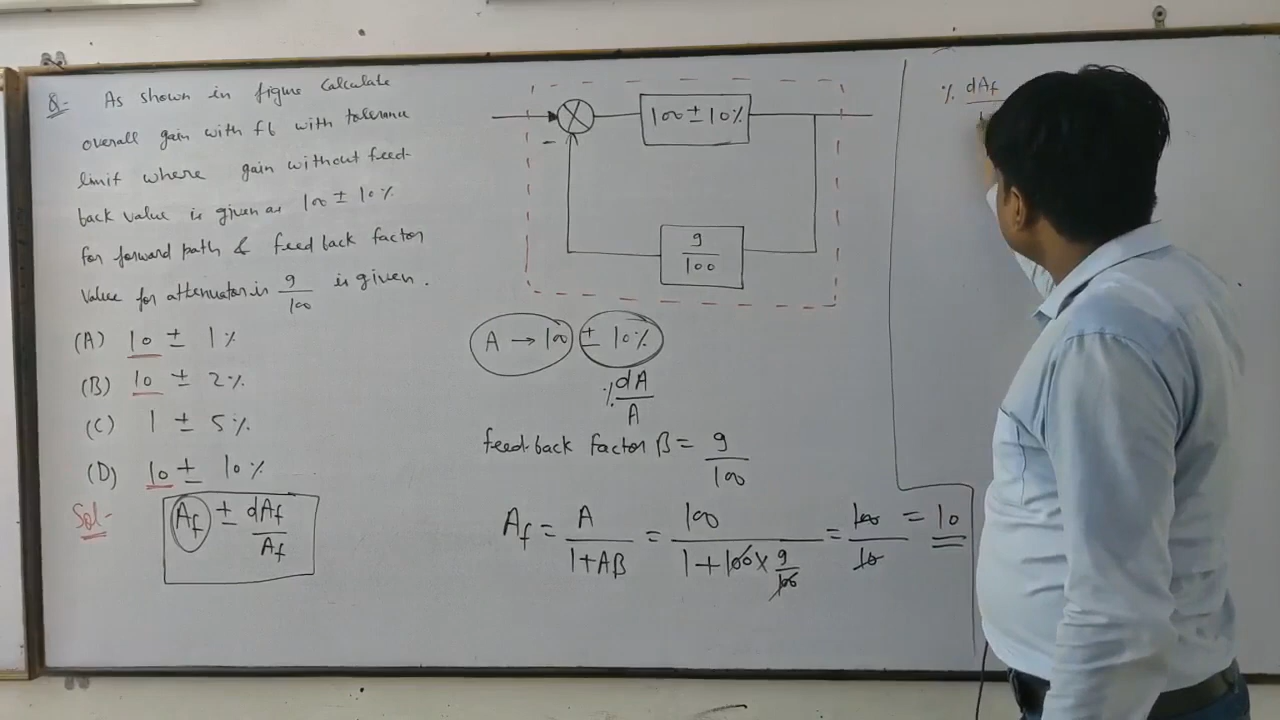 Q:- As shown in figure Calculate
overall gain with fb with tolerance
limit where gain without feed-
back value is given as 100 ± 10%
for forward path & feed back factor
value for attenuator is 9/100 is given.
(A) 10 ± 1%
(B) 10 ± 2%
(C) 1 ± 5%
(D) 10 ± 10%
Sol-
Af ± dAf/Af
100 ± 10%
-
9/100
A → 100 ± 10%
% dA/A
feed-back factor β = 9/100
Af = A/(1+Aβ) = 100/(1+100×9/100) = 100/10 = 10
% dAf